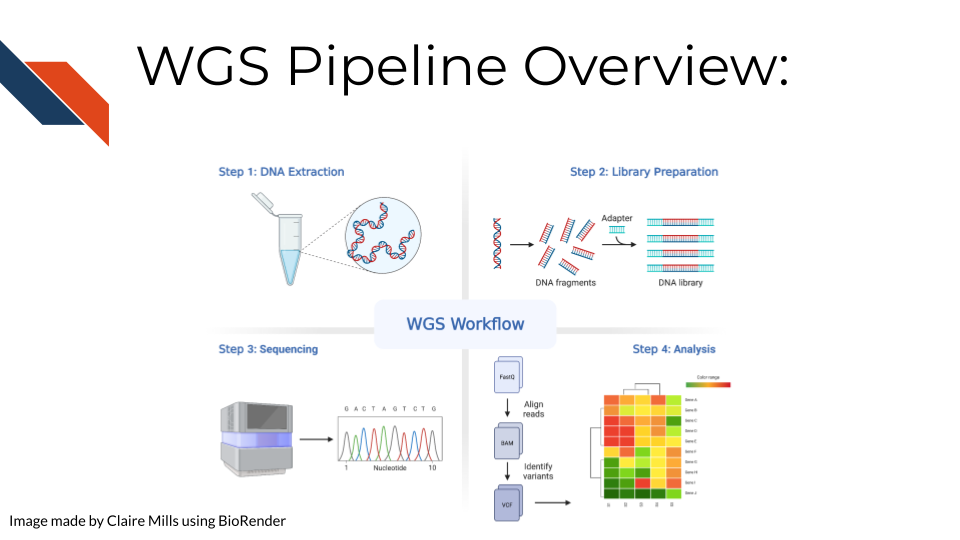 WGS Pipeline Overview:
Step 1: DNA Extraction
Step 2: Library Preparation
Adapter
DNA fragments
DNA library
WGS Workflow
Step 3: Sequencing
G A C T A G T C T G
1
Nucleotide
10
Step 4: Analysis
FastQ
Align
reads
BAM
Identify
variants
VCF
Color range
Gene A
Gene B
Gene C
Gene D
Gene E
Gene F
Gene G
Gene H
Gene I
Gene J
Image made by Claire Mills using BioRender